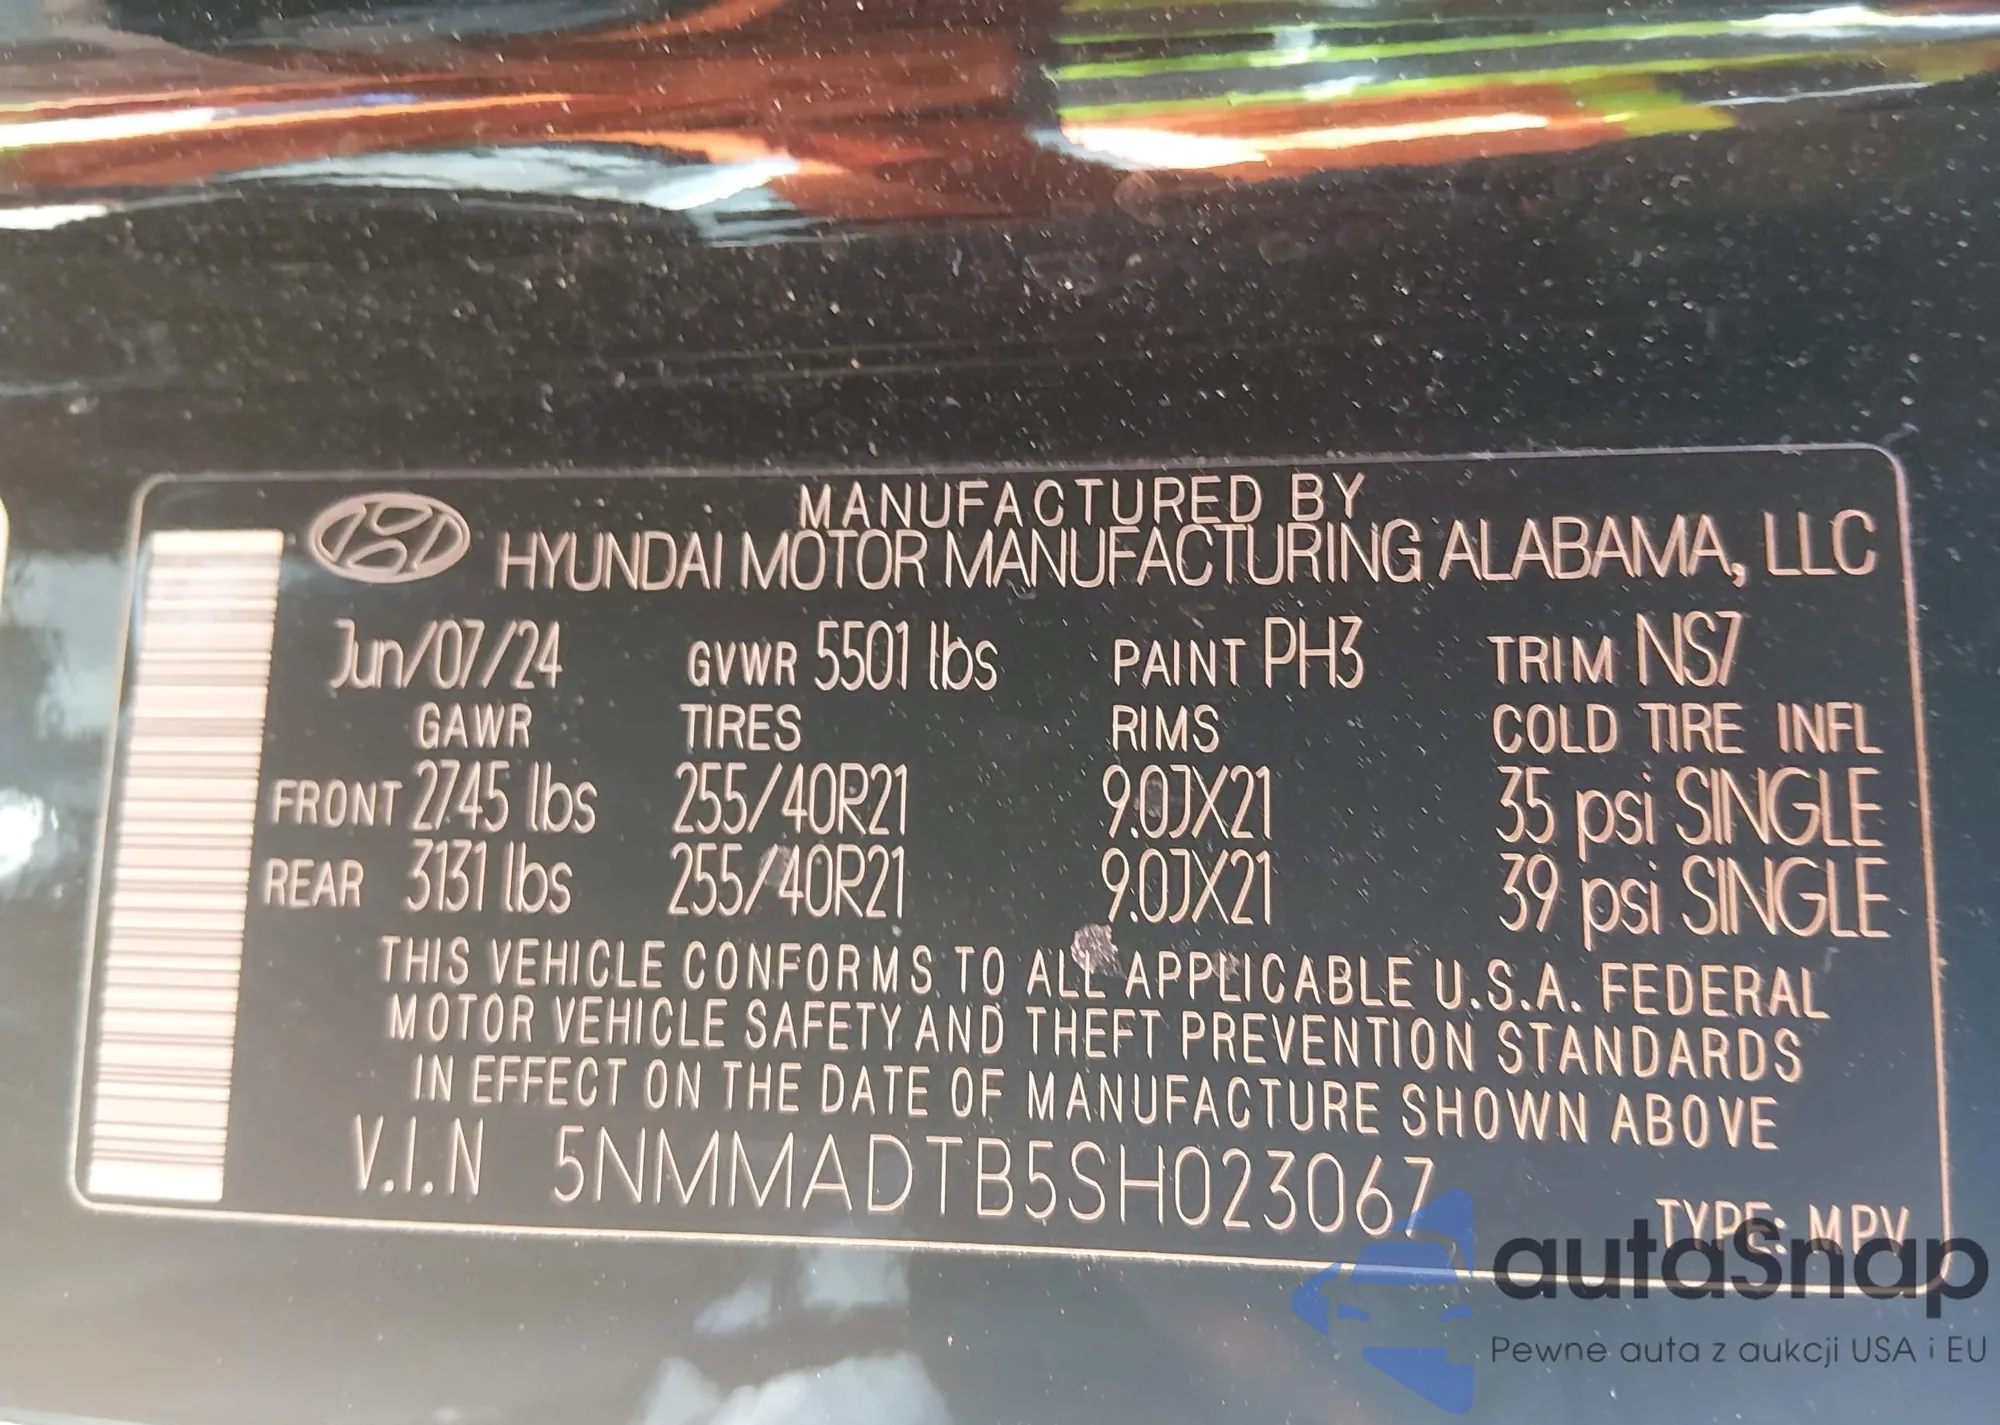 MANUFACTURED BY
HYUNDAI MOTOR MANUFACTURING ALABAMA, LLC
Jun/07/24 GVWR 5501 lbs PAINT PH3 TRIM NS7
GAWR TIRES RIMS COLD TIRE INFL
FRONT 2745 lbs 255/40R21 9.0JX21 35 psi SINGLE
REAR 3131 lbs 255/40R21 9.0JX21 39 psi SINGLE
THIS VEHICLE CONFORMS TO ALL APPLICABLE U.S.A. FEDERAL
MOTOR VEHICLE SAFETY AND THEFT PREVENTION STANDARDS
IN EFFECT ON THE DATE OF MANUFACTURE SHOWN ABOVE
V.I.N 5NMMADTB5SH023067 TYPE: MPV
autaSnap
Pewne auta z aukcji USA i EU